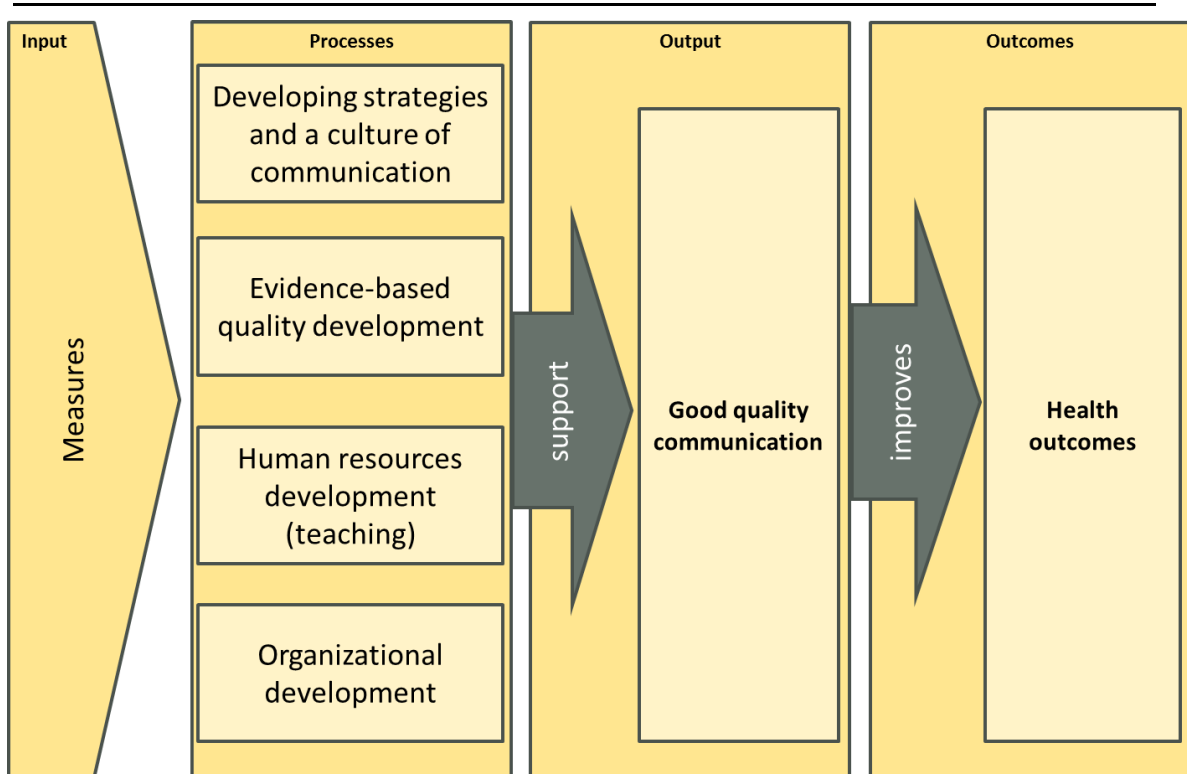 Input
Measures
Processes
Developing strategies
and a culture of
communication
Evidence-based
quality development
Human resources
development
(teaching)
Organizational
development
support
Output
Good quality
communication
improves
Outcomes
Health
outcomes